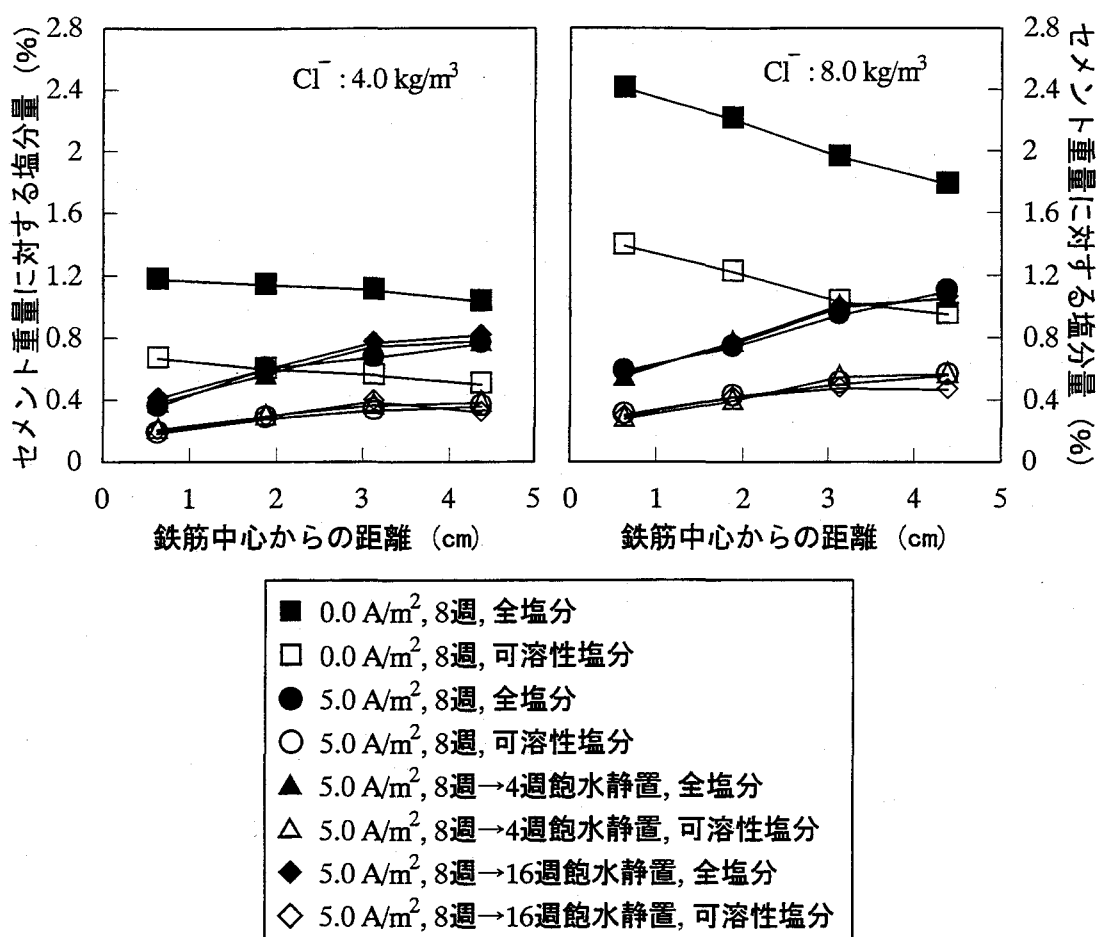 セメント重量に対する塩分量 (%)
2.8
2.4
2
1.6
1.2
0.8
0.4
0
Cl⁻ : 4.0 kg/m³
0 1 2 3 4 5
鉄筋中心からの距離 (cm)
Cl⁻ : 8.0 kg/m³
0 1 2 3 4 5
鉄筋中心からの距離 (cm)
2.8
2.4
2
1.6
1.2
0.8
0.4
0
セメント重量に対する塩分量 (%)
0.0 A/m², 8週, 全塩分
0.0 A/m², 8週, 可溶性塩分
5.0 A/m², 8週, 全塩分
5.0 A/m², 8週, 可溶性塩分
5.0 A/m², 8週→4週飽水静置, 全塩分
5.0 A/m², 8週→4週飽水静置, 可溶性塩分
5.0 A/m², 8週→16週飽水静置, 全塩分
5.0 A/m², 8週→16週飽水静置, 可溶性塩分